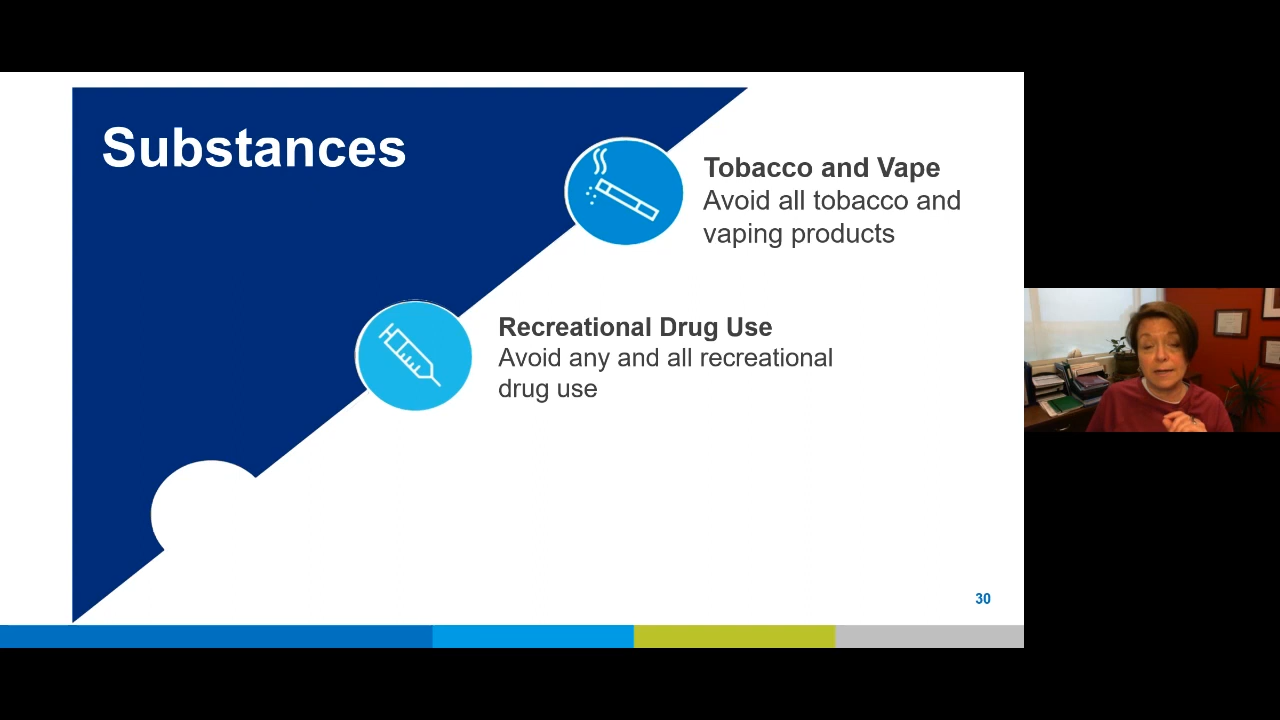 Substances
Tobacco and Vape
Avoid all tobacco and
vaping products
Recreational Drug Use
Avoid any and all recreational
drug use
30